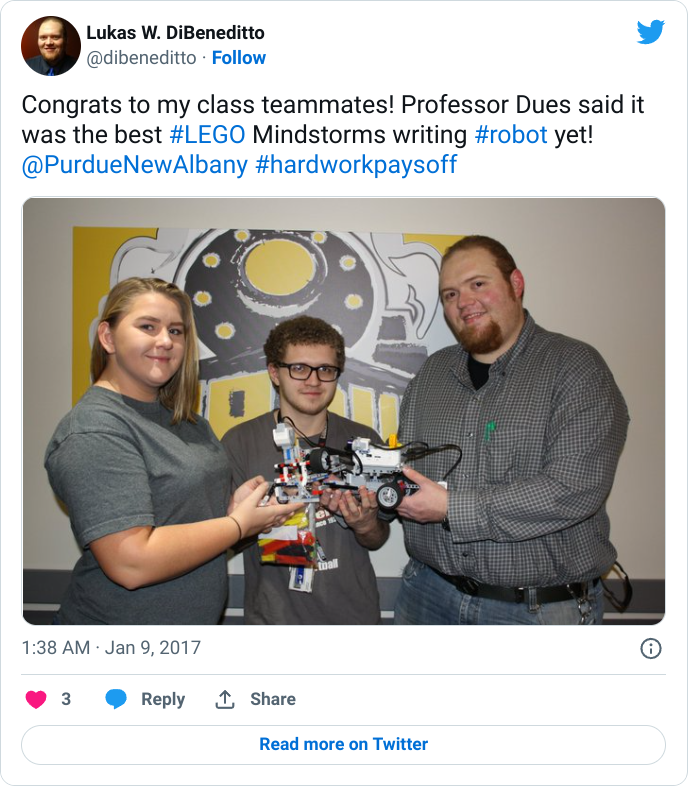 Lukas W. DiBeneditto
@dibeneditto · Follow
Congrats to my class teammates! Professor Dues said it
was the best #LEGO Mindstorms writing #robot yet!
@PurdueNewAlbany #hardworkpaysoff
1:38 AM · Jan 9, 2017
3 Reply Share
Read more on Twitter